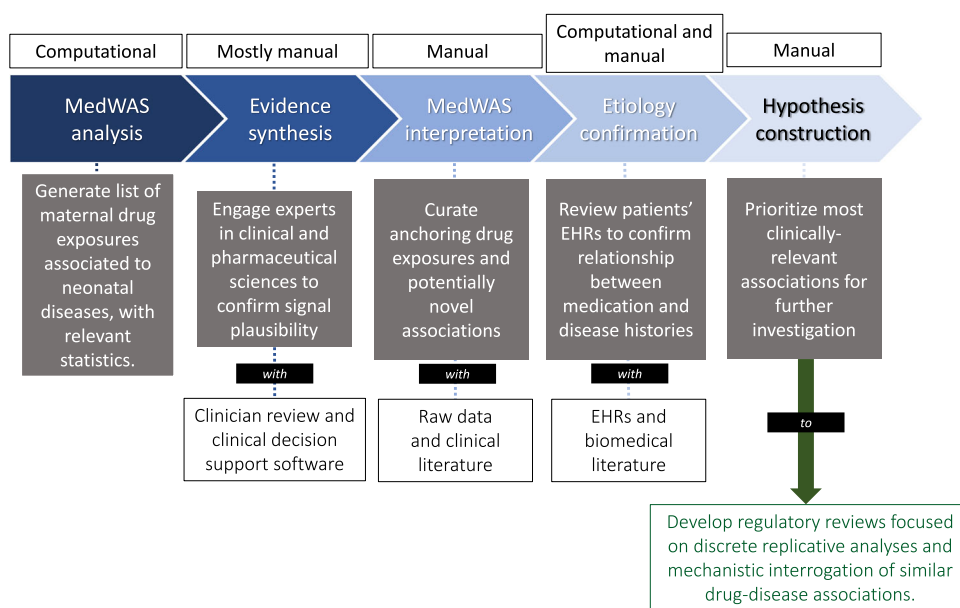 Computational
Mostly manual
Manual
Computational and
manual
Manual
MedWAS
analysis
Evidence
synthesis
MedWAS
interpretation
Etiology
confirmation
Hypothesis
construction
Generate list of
maternal drug
exposures
associated to
neonatal
diseases, with
relevant
statistics.
Engage experts
in clinical and
pharmaceutical
sciences to
confirm signal
plausibility
Curate
anchoring drug
exposures and
potentially
novel
associations
Review patients’
EHRs to confirm
relationship
between
medication and
disease histories
Prioritize most
clinically-
relevant
associations for
further
investigation
with
with
with
to
Clinician review and
clinical decision
support software
Raw data
and clinical
literature
EHRs and
biomedical
literature
Develop regulatory reviews focused
on discrete replicative analyses and
mechanistic interrogation of similar
drug-disease associations.